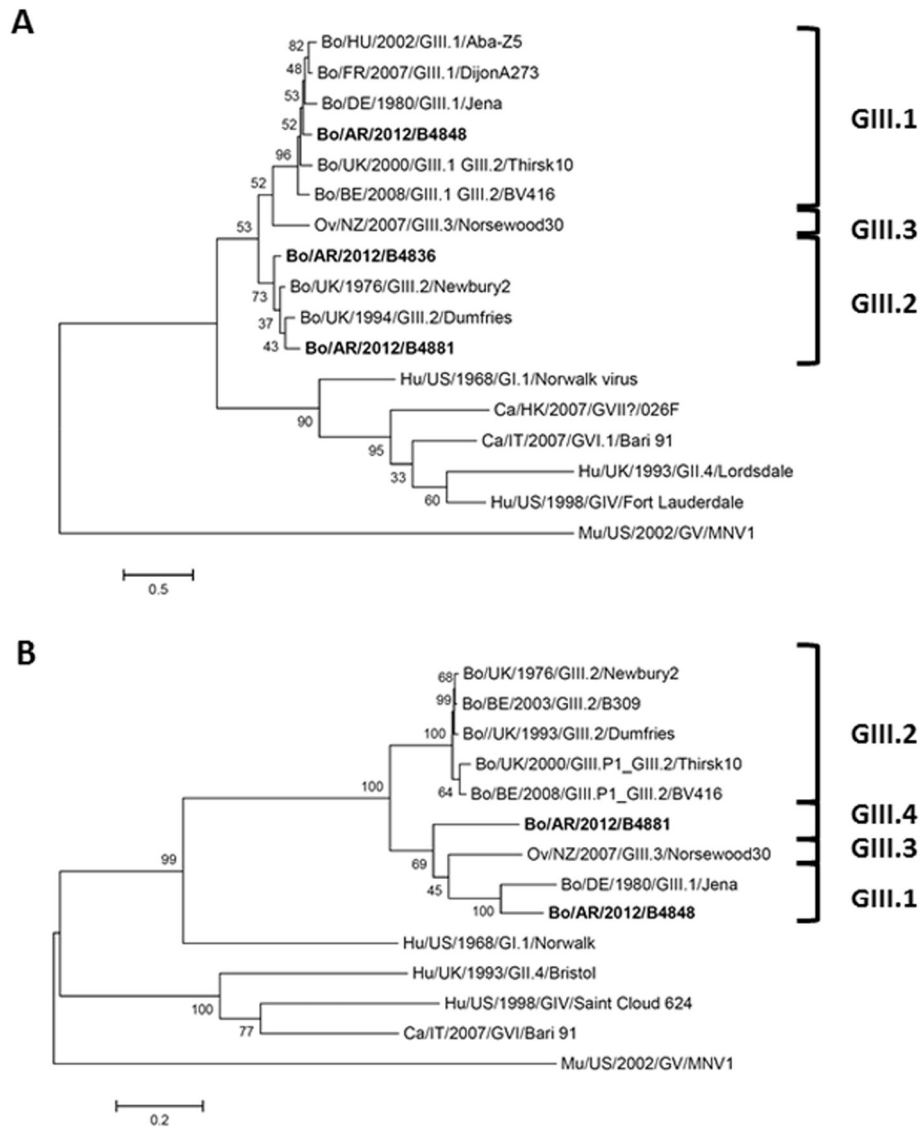 A
82
Bo/HU/2002/GIII.1/Aba-Z5
48
Bo/FR/2007/GIII.1/DijonA273
53
Bo/DE/1980/GIII.1/Jena
52
Bo/AR/2012/B4848
96
Bo/UK/2000/GIII.1 GIII.2/Thirsk10
Bo/BE/2008/GIII.1 GIII.2/BV416
52
Ov/NZ/2007/GIII.3/Norsewood30
53
Bo/AR/2012/B4836
73
Bo/UK/1976/GIII.2/Newbury2
37
Bo/UK/1994/GIII.2/Dumfries
43
Bo/AR/2012/B4881
Hu/US/1968/GI.1/Norwalk virus
90
Ca/HK/2007/GVII?/026F
95
Ca/IT/2007/GVI.1/Bari 91
33
Hu/UK/1993/GII.4/Lordsdale
60
Hu/US/1998/GIV/Fort Lauderdale
Mu/US/2002/GV/MNV1
0.5
GIII.1
GIII.3
GIII.2
B
68
Bo/UK/1976/GIII.2/Newbury2
99
Bo/BE/2003/GIII.2/B309
100
Bo//UK/1993/GIII.2/Dumfries
Bo/UK/2000/GIII.P1_GIII.2/Thirsk10
64
Bo/BE/2008/GIII.P1_GIII.2/BV416
100
Bo/AR/2012/B4881
69
Ov/NZ/2007/GIII.3/Norsewood30
45
Bo/DE/1980/GIII.1/Jena
100
Bo/AR/2012/B4848
99
Hu/US/1968/GI.1/Norwalk
Hu/UK/1993/GII.4/Bristol
100
Hu/US/1998/GIV/Saint Cloud 624
77
Ca/IT/2007/GVI/Bari 91
Mu/US/2002/GV/MNV1
0.2
GIII.2
GIII.4
GIII.3
GIII.1